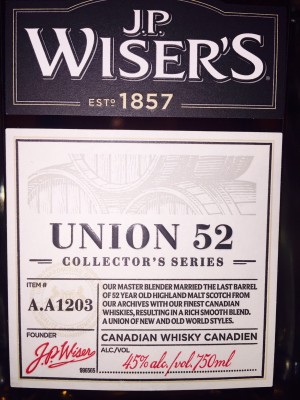 J.P.
WISER'S
ESTD 1857
UNION 52
COLLECTOR'S SERIES
ITEM #
A.A1203
OUR MASTER BLENDER MARRIED THE LAST BARREL
OF 52 YEAR OLD HIGHLAND MALT SCOTCH FROM
OUR ARCHIVES WITH OUR FINEST CANADIAN
WHISKIES, RESULTING IN A RICH SMOOTH BLEND.
A UNION OF NEW AND OLD WORLD STYLES.
FOUNDER
J.P. Wiser
CANADIAN WHISKY CANADIEN
ALC/VOL
45% alc./vol./750ml